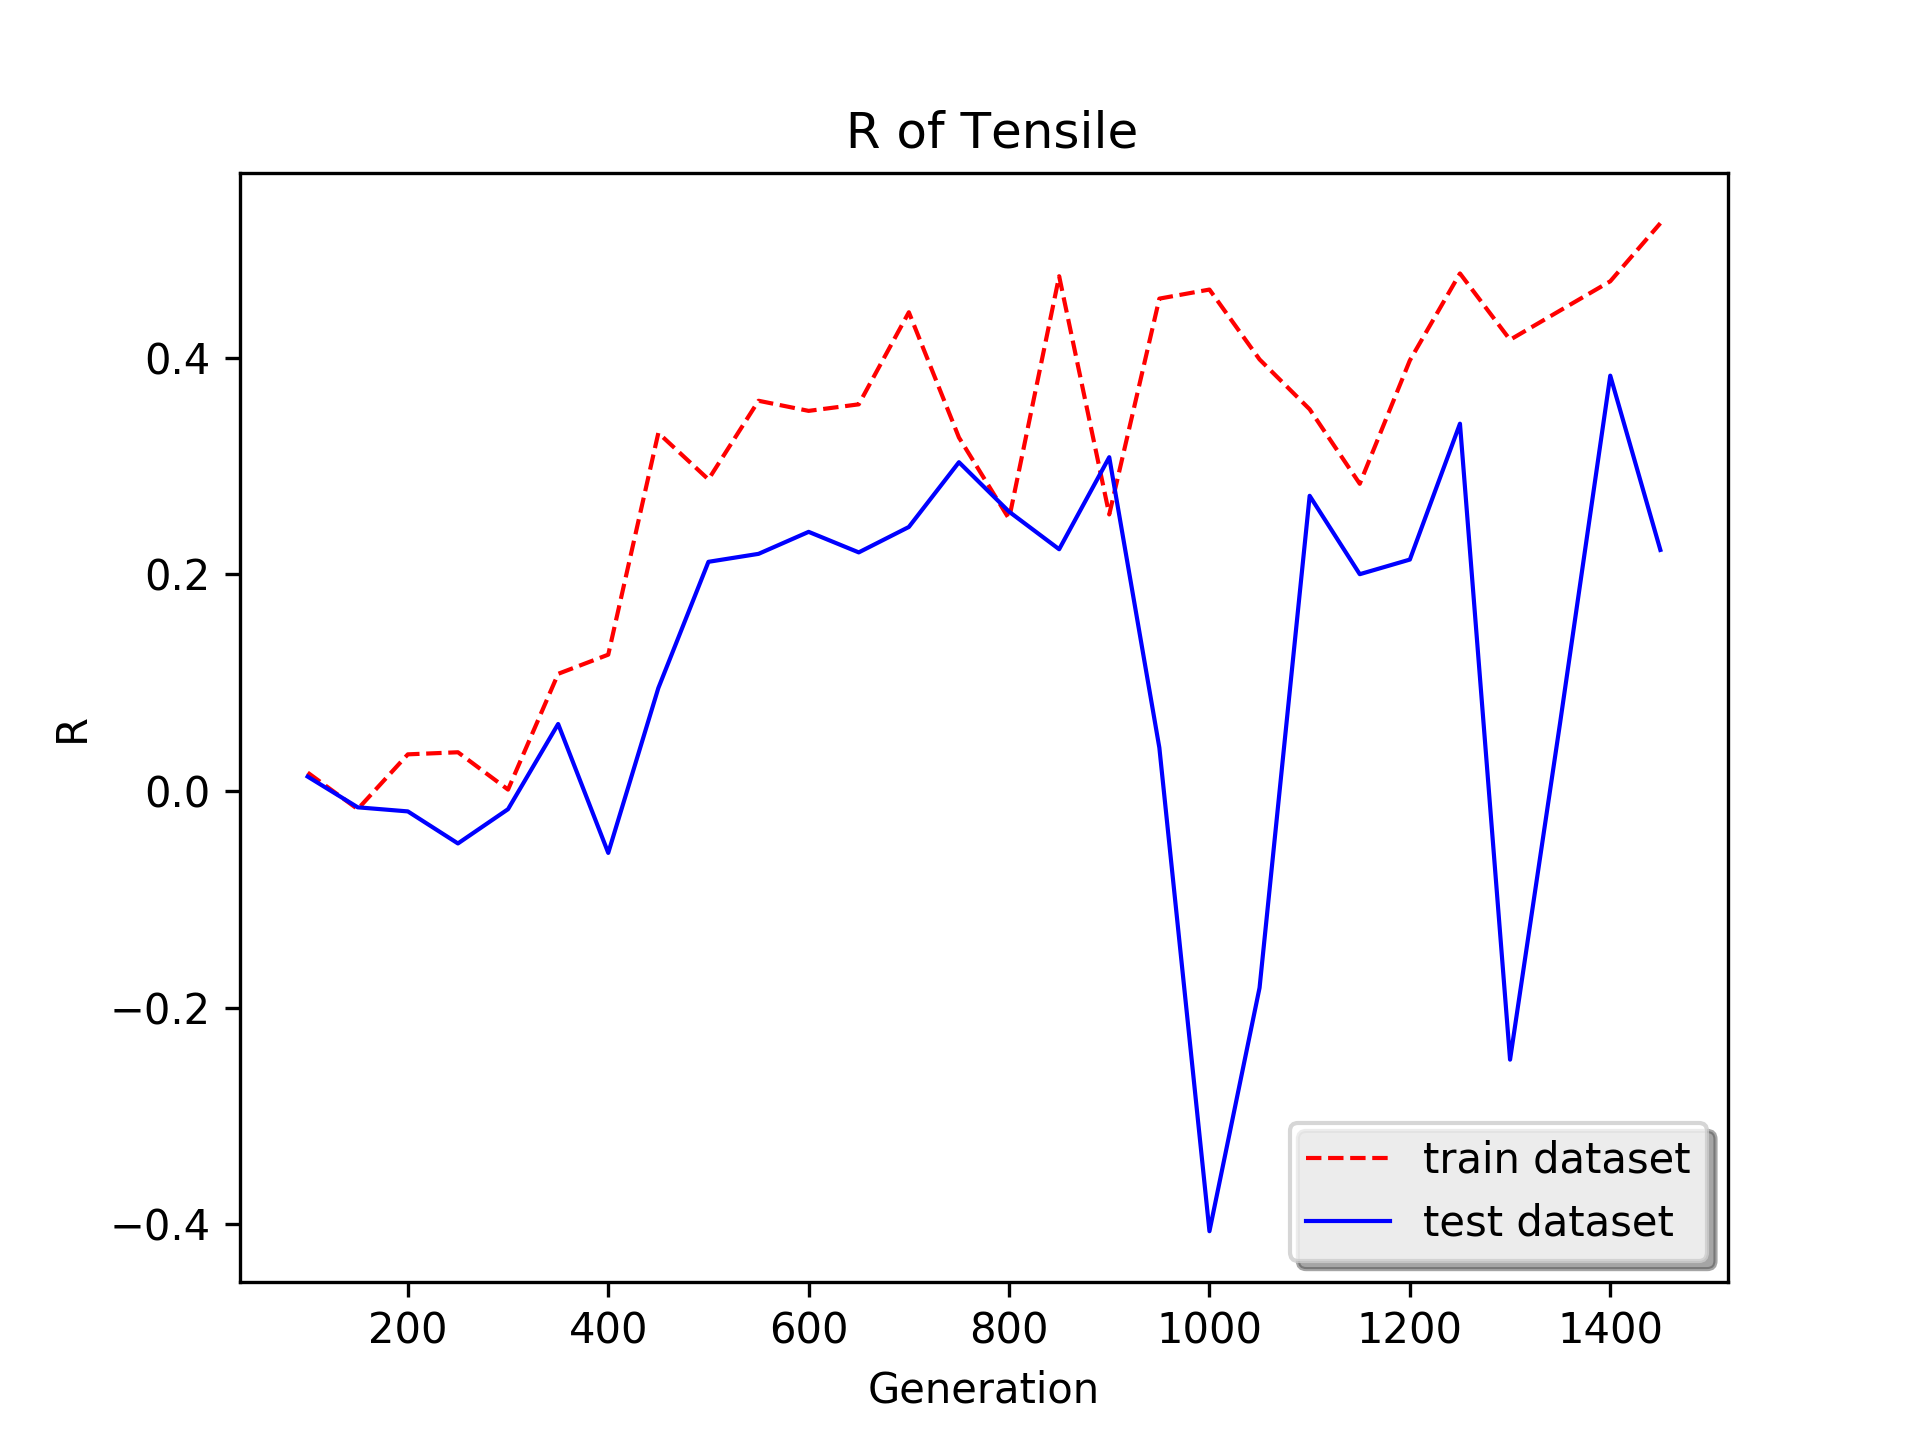 R of Tensile
R
0.4
0.2
0.0
−0.2
−0.4
200 400 600 800 1000 1200 1400
Generation
train dataset
test dataset